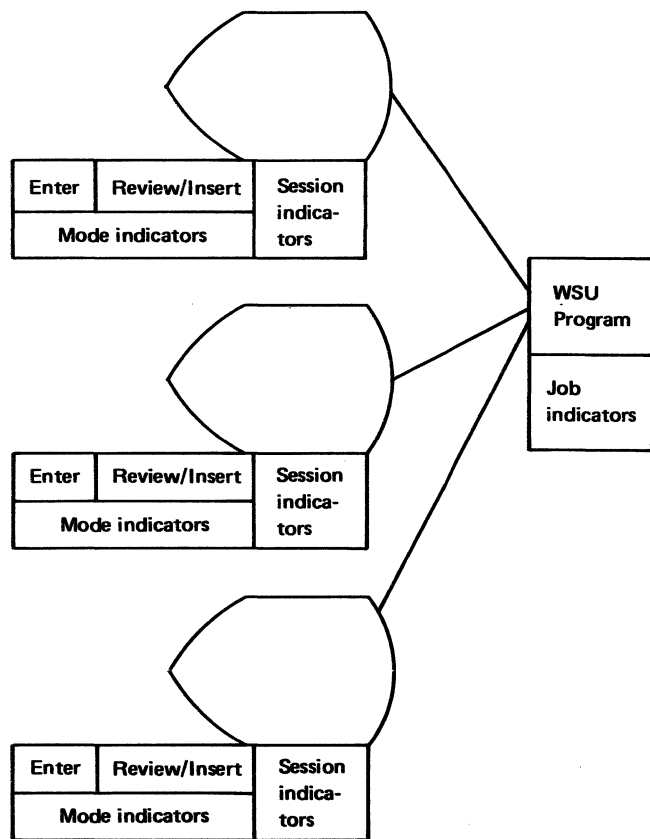 Enter
Review/Insert
Mode indicators
Session
indica-
tors
WSU
Program
Job
indicators
Enter
Review/Insert
Mode indicators
Session
indica-
tors
Enter
Review/Insert
Mode indicators
Session
indica-
tors